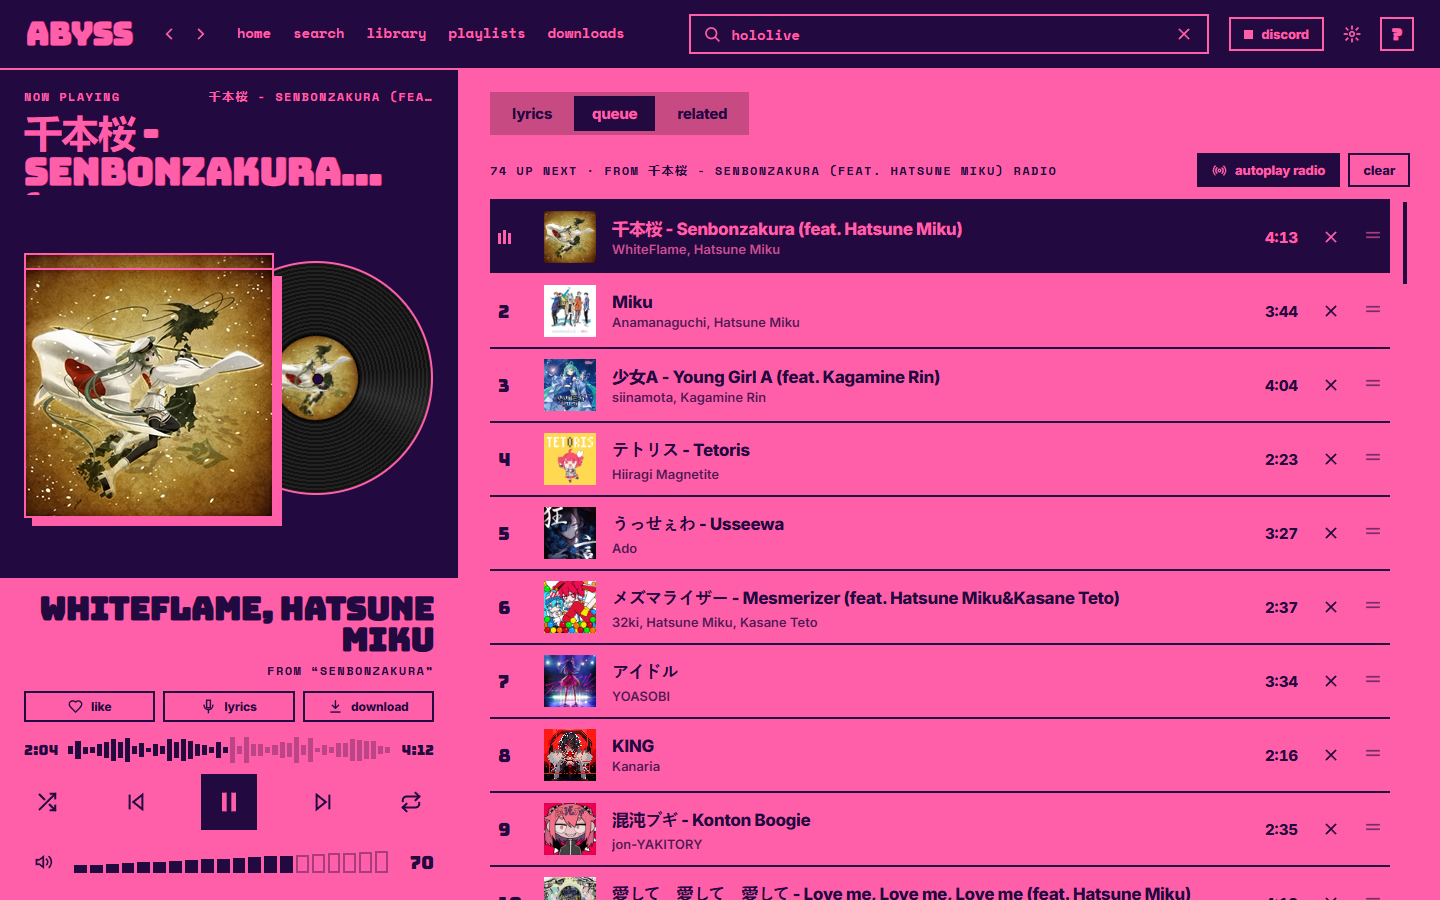 ABYSS
home search library playlists downloads
hololive
discord
?
NOW PLAYING
千本桜 - SENBONZAKURA (FEA…
千本桜 -
SENBONZAKURA…
WHITEFLAME, HATSUNE
MIKU
FROM “SENBONZAKURA”
like
lyrics
download
2:04
4:12
70
lyrics
queue
related
74 UP NEXT · FROM 千本桜 - SENBONZAKURA (FEAT. HATSUNE MIKU) RADIO
autoplay radio
clear
千本桜 - Senbonzakura (feat. Hatsune Miku)
WhiteFlame, Hatsune Miku
4:13
2
Miku
Anamanaguchi, Hatsune Miku
3:44
3
少女A - Young Girl A (feat. Kagamine Rin)
siinamota, Kagamine Rin
4:04
4
TETORIS
テトリス - Tetoris
Hiiragi Magnetite
2:23
5
狂
言
うっせぇわ - Usseewa
Ado
3:27
6
メズマライザー - Mesmerizer (feat. Hatsune Miku&Kasane Teto)
32ki, Hatsune Miku, Kasane Teto
2:37
7
アイドル
YOASOBI
3:34
8
KING
Kanaria
2:16
9
混沌ブギ - Konton Boogie
jon-YAKITORY
2:35
愛して 愛して 愛して - Love me, Love me, Love me (feat. Hatsune Miku)